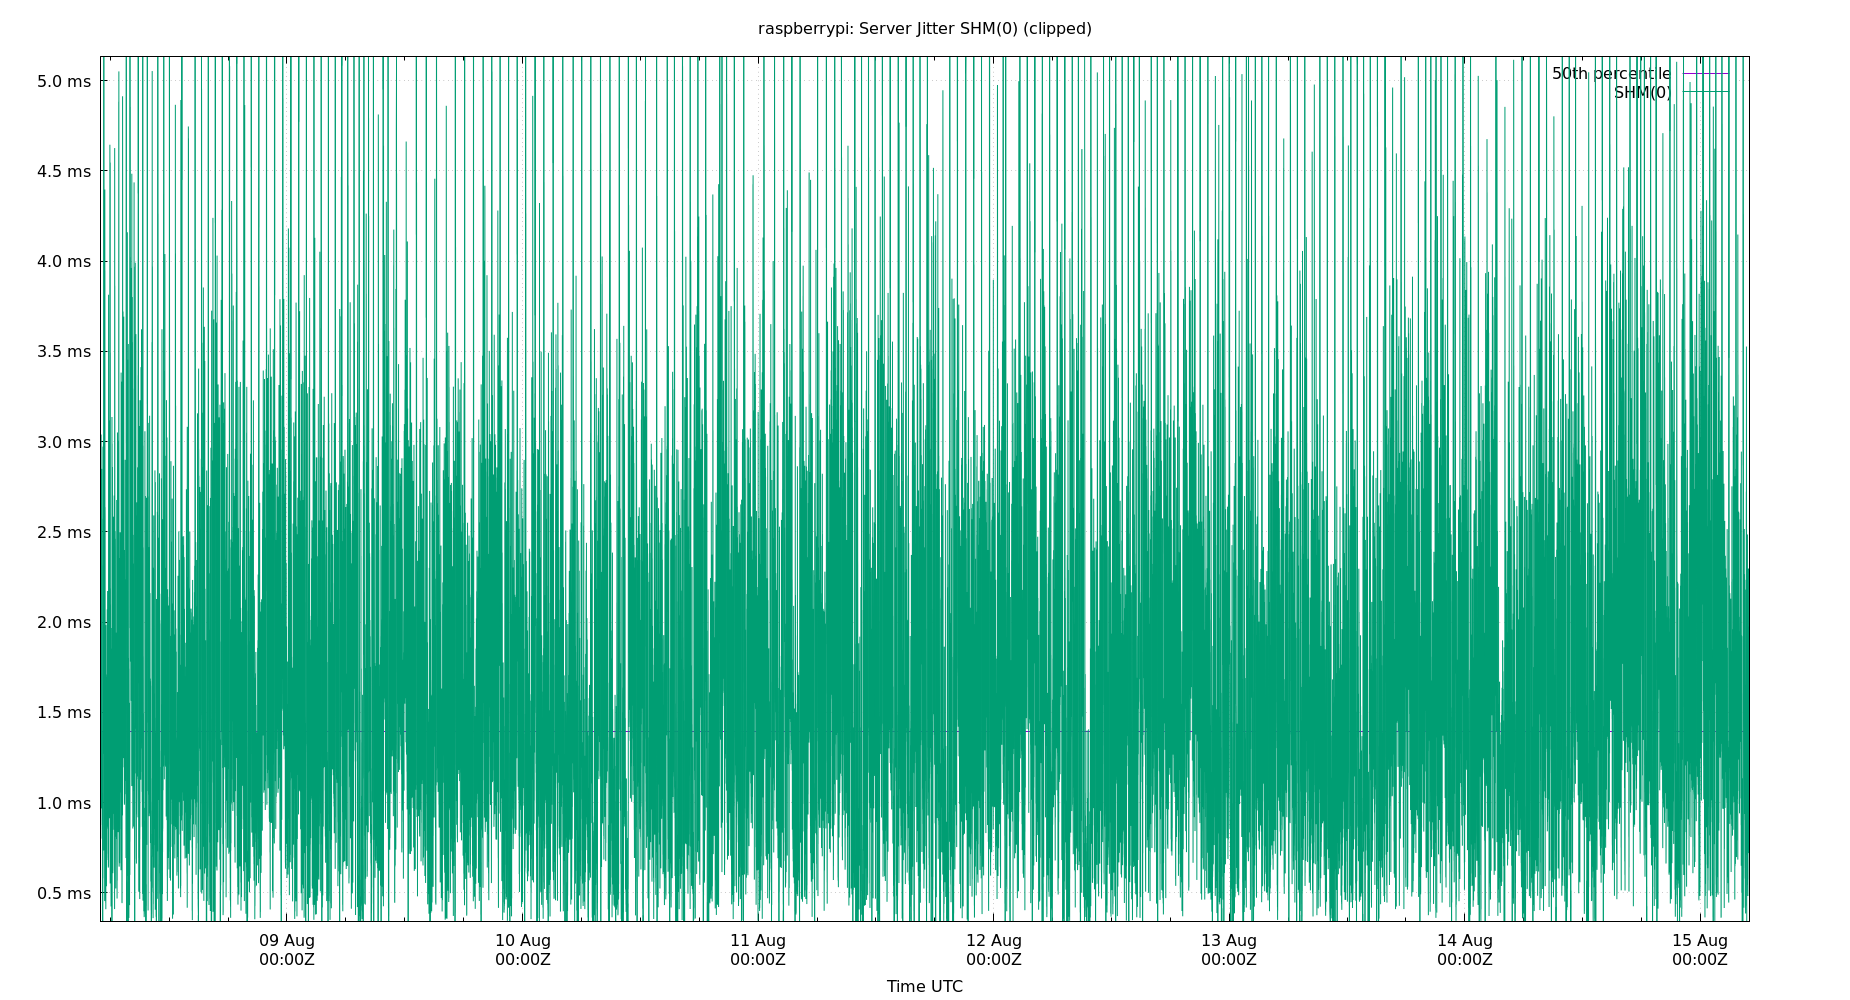 raspberrypi: Server Jitter SHM(0) (clipped)
50th percentile
SHM(0)
5.0 ms
4.5 ms
4.0 ms
3.5 ms
3.0 ms
2.5 ms
2.0 ms
1.5 ms
1.0 ms
0.5 ms
09 Aug 10 Aug 11 Aug 12 Aug 13 Aug 14 Aug 15 Aug
00:00Z 00:00Z 00:00Z 00:00Z 00:00Z 00:00Z 00:00Z
Time UTC